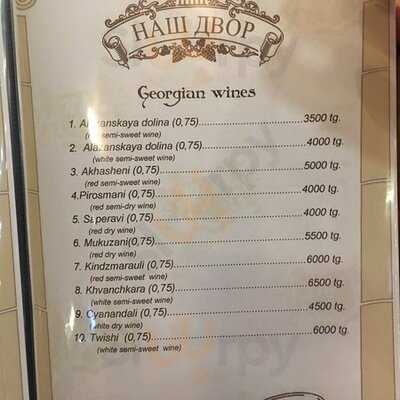 НАШ ДВОР
Georgian wines
1. Alazanskaya dolina (0,75) 3500 tg.
(red semi-sweet wine)
2. Alazanskaya dolina (0,75) 4000 tg.
(white semi-sweet wine)
3. Akhasheni (0,75) 5000 tg.
(red semi-sweet wine)
4.Pirosmani (0,75) 4000 tg.
(red semi-dry wine)
5. Saperavi (0,75) 4000 tg.
(red dry wine)
6. Mukuzani(0,75) 5500 tg.
(red dry wine)
7. Kindzmarauli (0,75) 6000 tg.
(red semi-sweet wine)
8. Khvanchkara (0,75) 6500 tg.
(white semi-sweet wine)
9. Cvanandali (0,75) 4500 tg.
(white dry wine)
10. Twishi (0,75) 6000 tg.
(white semi-sweet wine)